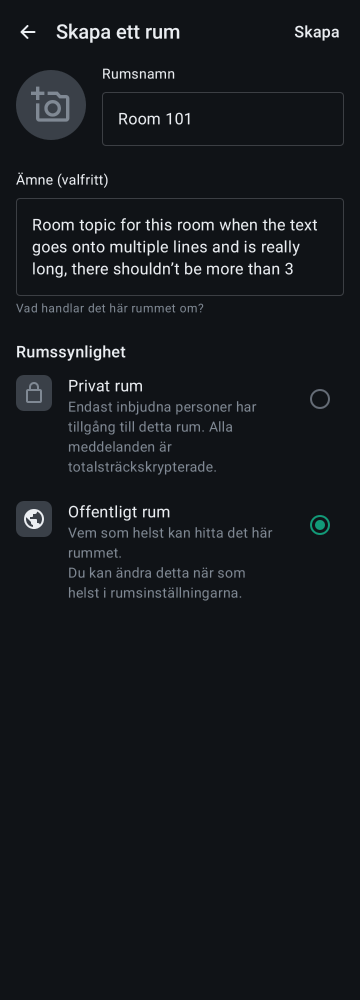 Skapa ett rum
Skapa
Rumsnamn
Room 101
Ämne (valfritt)
Room topic for this room when the text
goes onto multiple lines and is really
long, there shouldn’t be more than 3
Vad handlar det här rummet om?
Rumssynlighet
Privat rum
Endast inbjudna personer har
tillgång till detta rum. Alla
meddelanden är
totalsträckskrypterade.
Offentligt rum
Vem som helst kan hitta det här
rummet.
Du kan ändra detta när som
helst i rumsinställningarna.